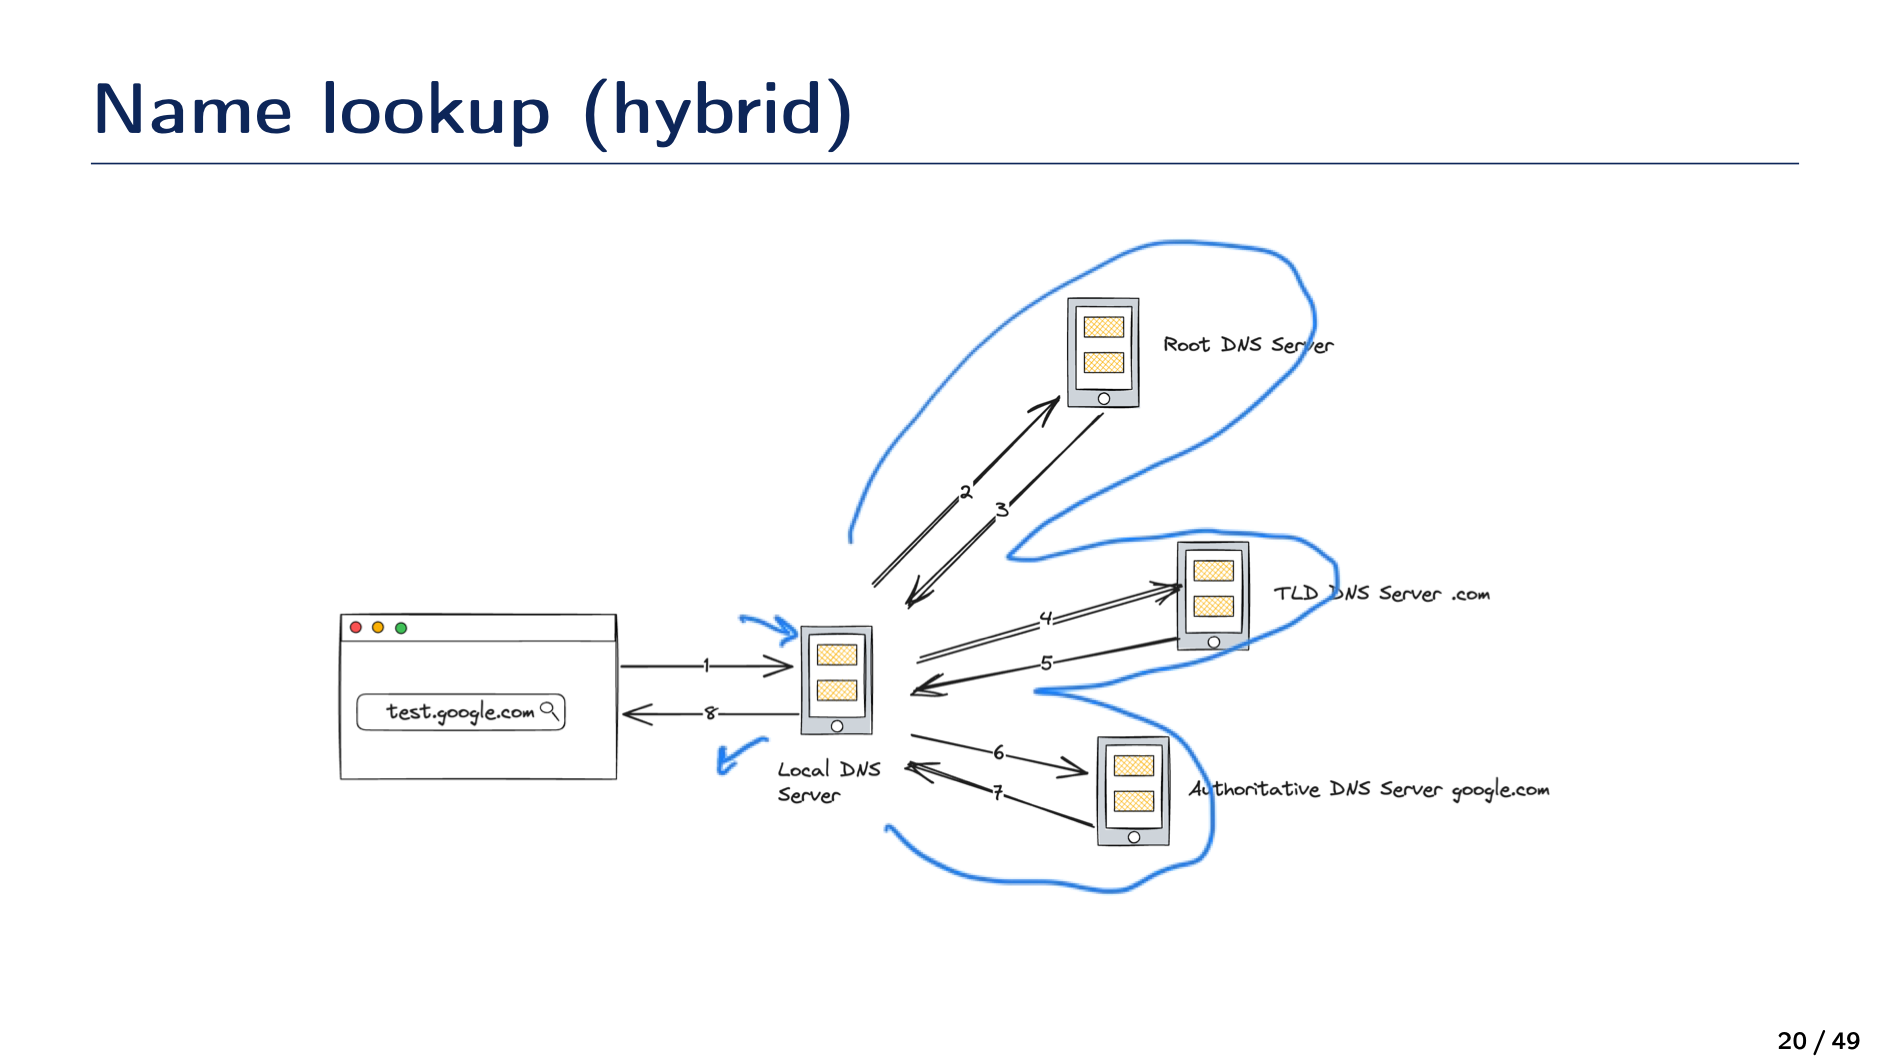 Name lookup (hybrid)
Root DNS Server
2
3
TLD DNS Server .com
4
5
1
test.google.com
8
6
Local DNS
Server
7
Authoritative DNS Server google.com
20 / 49